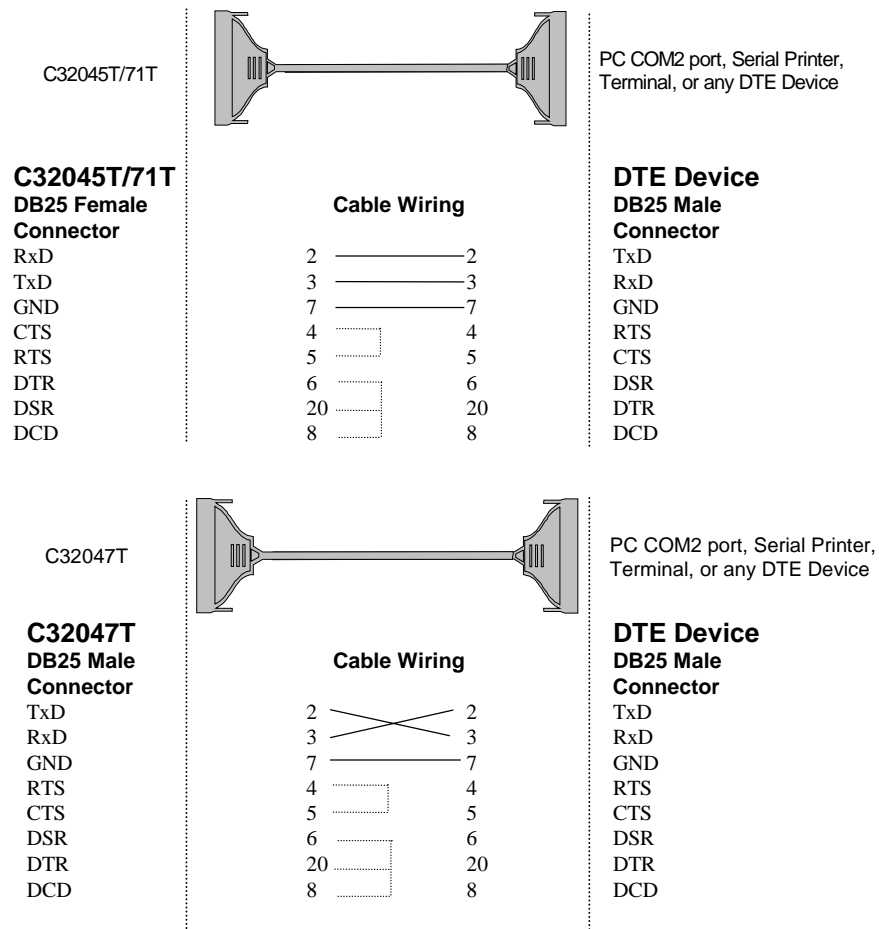 C32045T/71T
PC COM2 port, Serial Printer,
Terminal, or any DTE Device
C32045T/71T DTE Device
DB25 Female Cable Wiring DB25 Male
Connector Connector
RxD 2 2 TxD
TxD 3 3 RxD
GND 7 7 GND
CTS 4 4 RTS
RTS 5 5 CTS
DTR 6 6 DSR
DSR 20 20 DTR
DCD 8 8 DCD
C32047T
PC COM2 port, Serial Printer,
Terminal, or any DTE Device
C32047T DTE Device
DB25 Male Cable Wiring DB25 Male
Connector Connector
TxD 2 2 TxD
RxD 3 3 RxD
GND 7 7 GND
RTS 4 4 RTS
CTS 5 5 CTS
DSR 6 6 DSR
DTR 20 20 DTR
DCD 8 8 DCD